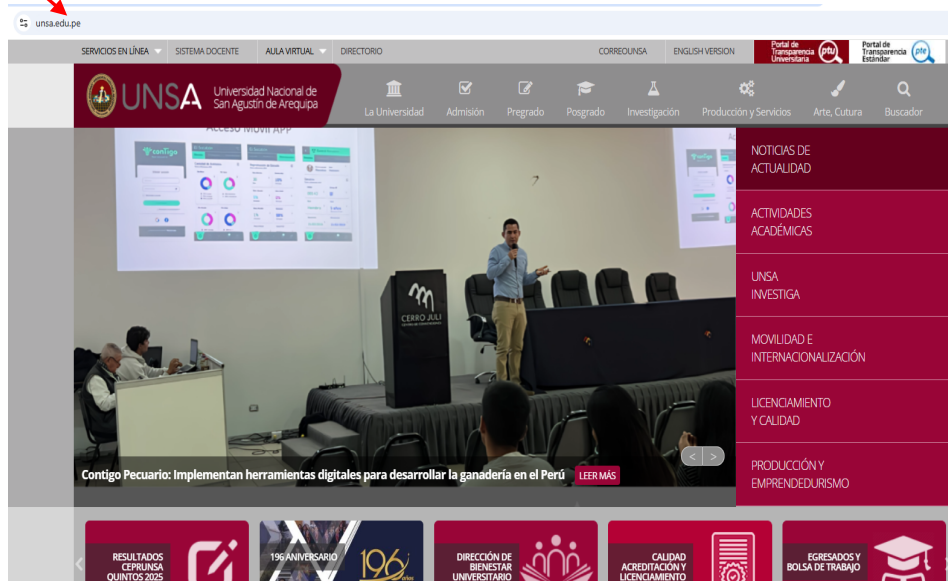 unsa.edu.pe
SERVICIOS EN LÍNEA SISTEMA DOCENTE AULA VIRTUAL DIRECTORIO CORREOUNSA ENGLISH VERSION
Portal de
Transparencia
Universitaria
ptu
Portal de
Transparencia
Estándar
pte
UNSA
Universidad Nacional de
San Agustín de Arequipa
La Universidad Admisión Pregrado Posgrado Investigación Producción y Servicios Arte, Cutura Buscador
Acceso MOVIL APP
conTigo
CERRO JULI
Contigo Pecuario: Implementan herramientas digitales para desarrollar la ganadería en el Perú LEER MÁS
< >
NOTICIAS DE
ACTUALIDAD
ACTIVIDADES
ACADÉMICAS
UNSA
INVESTIGA
MOVILIDAD E
INTERNACIONALIZACIÓN
LICENCIAMIENTO
Y CALIDAD
PRODUCCIÓN Y
EMPRENDEDURISMO
RESULTADOS
CEPRUNSA
QUINTOS 2025
196 ANIVERSARIO
196
años
DIRECCIÓN DE
BIENESTAR
UNIVERSITARIO
CALIDAD
ACREDITACIÓN Y
LICENCIAMIENTO
EGRESADOS Y
BOLSA DE TRABAJO